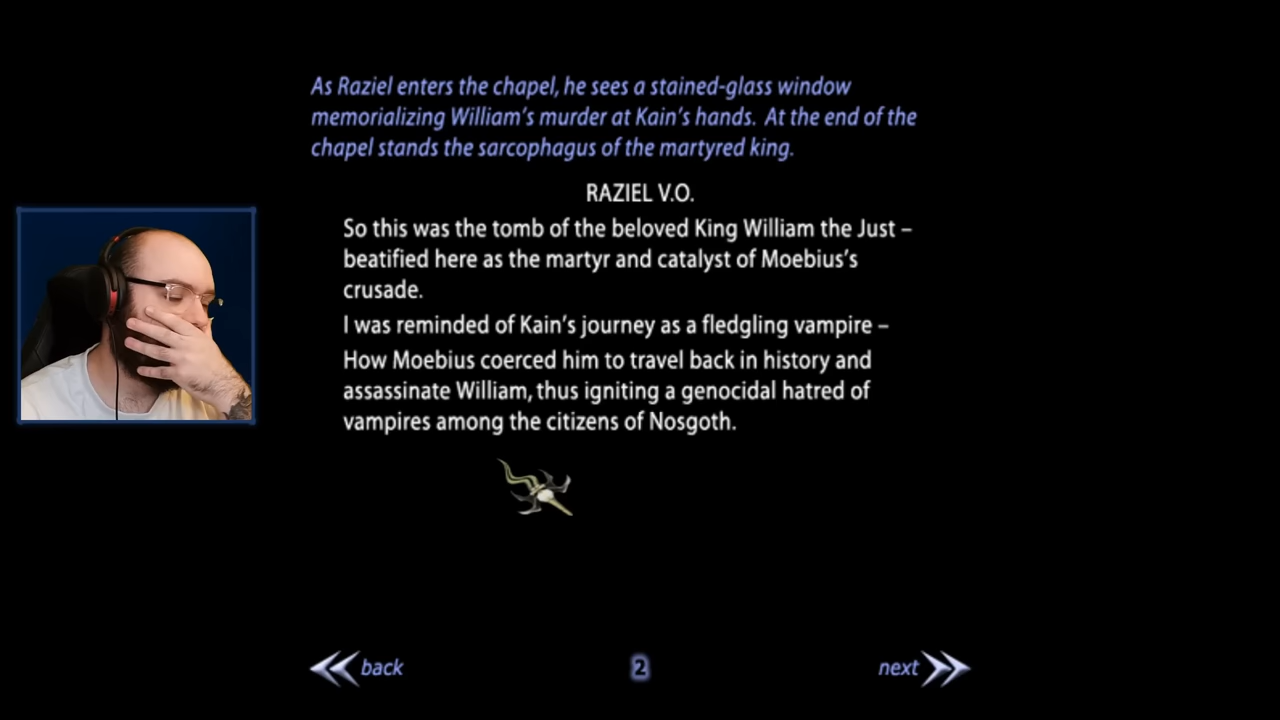 As Raziel enters the chapel, he sees a stained-glass window
memorializing William's murder at Kain's hands. At the end of the
chapel stands the sarcophagus of the martyred king.
RAZIEL V.O.
So this was the tomb of the beloved King William the Just –
beatified here as the martyr and catalyst of Moebius's
crusade.
I was reminded of Kain's journey as a fledgling vampire –
How Moebius coerced him to travel back in history and
assassinate William, thus igniting a genocidal hatred of
vampires among the citizens of Nosgoth.
back
2
next